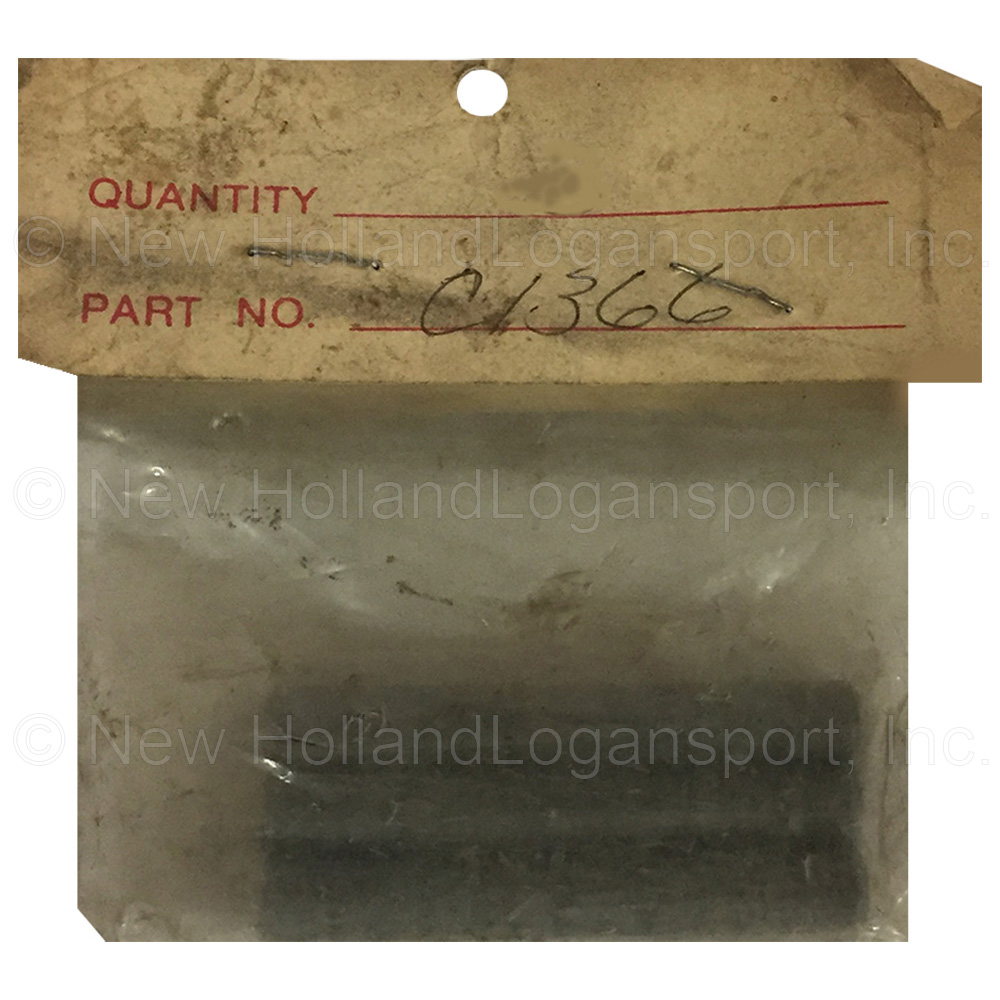 QUANTITY
© New HollandLogansport, Inc.
PART NO. C1366
© New HollandLogansport, Inc.
© New HollandLogansport, Inc.